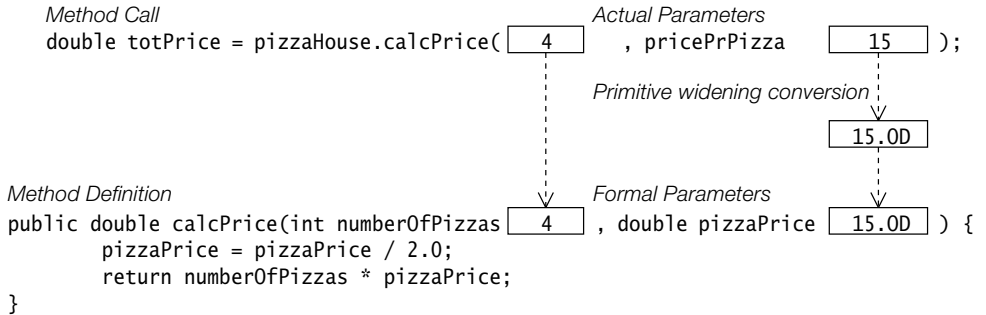 Method Call Actual Parameters
double totPrice = pizzaHouse.calcPrice( 4 , pricePrPizza 15 );
Primitive widening conversion
15.0D
Method Definition Formal Parameters
public double calcPrice(int numberOfPizzas 4 , double pizzaPrice 15.0D ) {
pizzaPrice = pizzaPrice / 2.0;
return numberOfPizzas * pizzaPrice;
}